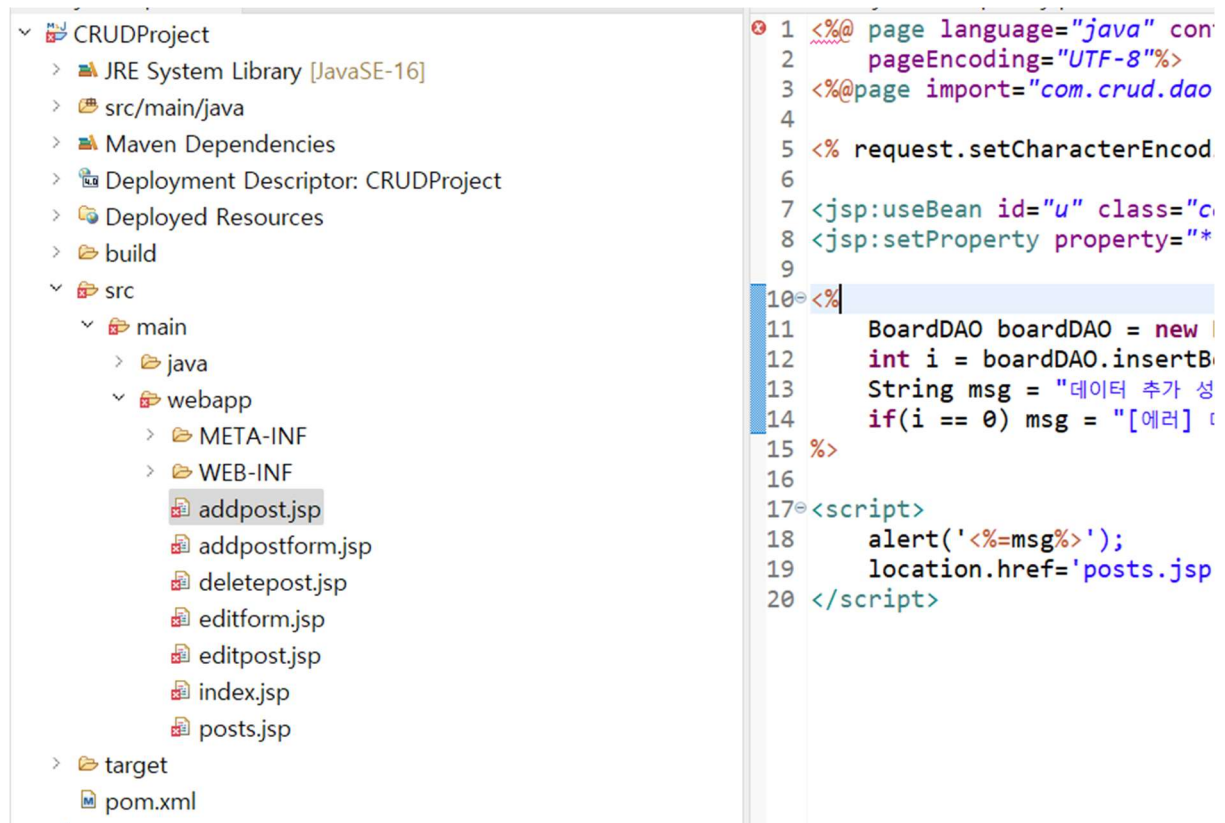 CRUDProject
JRE System Library [JavaSE-16]
src/main/java
Maven Dependencies
Deployment Descriptor: CRUDProject
Deployed Resources
build
src
main
java
webapp
META-INF
WEB-INF
addpost.jsp
addpostform.jsp
deletepost.jsp
editform.jsp
editpost.jsp
index.jsp
posts.jsp
target
pom.xml
1 <%@ page language="java"
2 pageEncoding="UTF-8"%>
3 <%@page import="com.crud.dao
4
5 <% request.setCharacterEncod
6
7 <jsp:useBean id="u" class="
8 <jsp:setProperty property="*
9
10 <%
11 BoardDAO boardDAO = new
12 int i = boardDAO.insertB
13 String msg = "데이터 추가 성
14 if(i == 0) msg = "[에러]
15 %>
16
17 <script>
18 alert('<%=msg%>');
19 location.href='posts.jsp
20 </script>